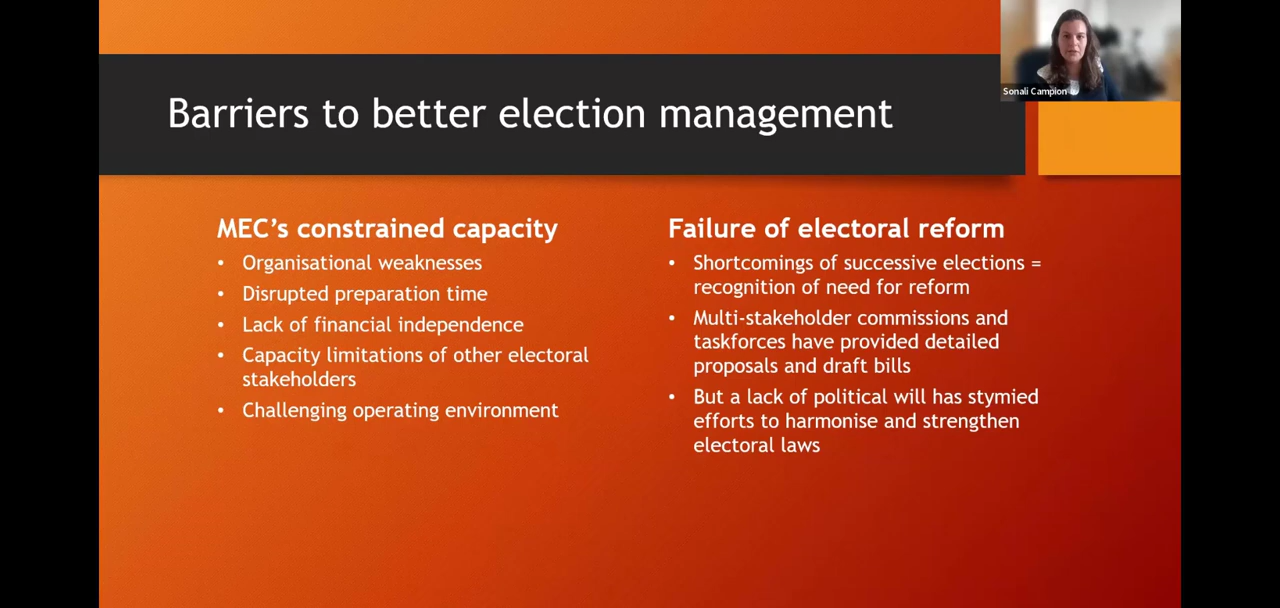 Sonali Campion
Barriers to better election management
MEC's constrained capacity
• Organisational weaknesses
• Disrupted preparation time
• Lack of financial independence
• Capacity limitations of other electoral
stakeholders
• Challenging operating environment
Failure of electoral reform
• Shortcomings of successive elections =
recognition of need for reform
• Multi-stakeholder commissions and
taskforces have provided detailed
proposals and draft bills
• But a lack of political will has stymied
efforts to harmonise and strengthen
electoral laws